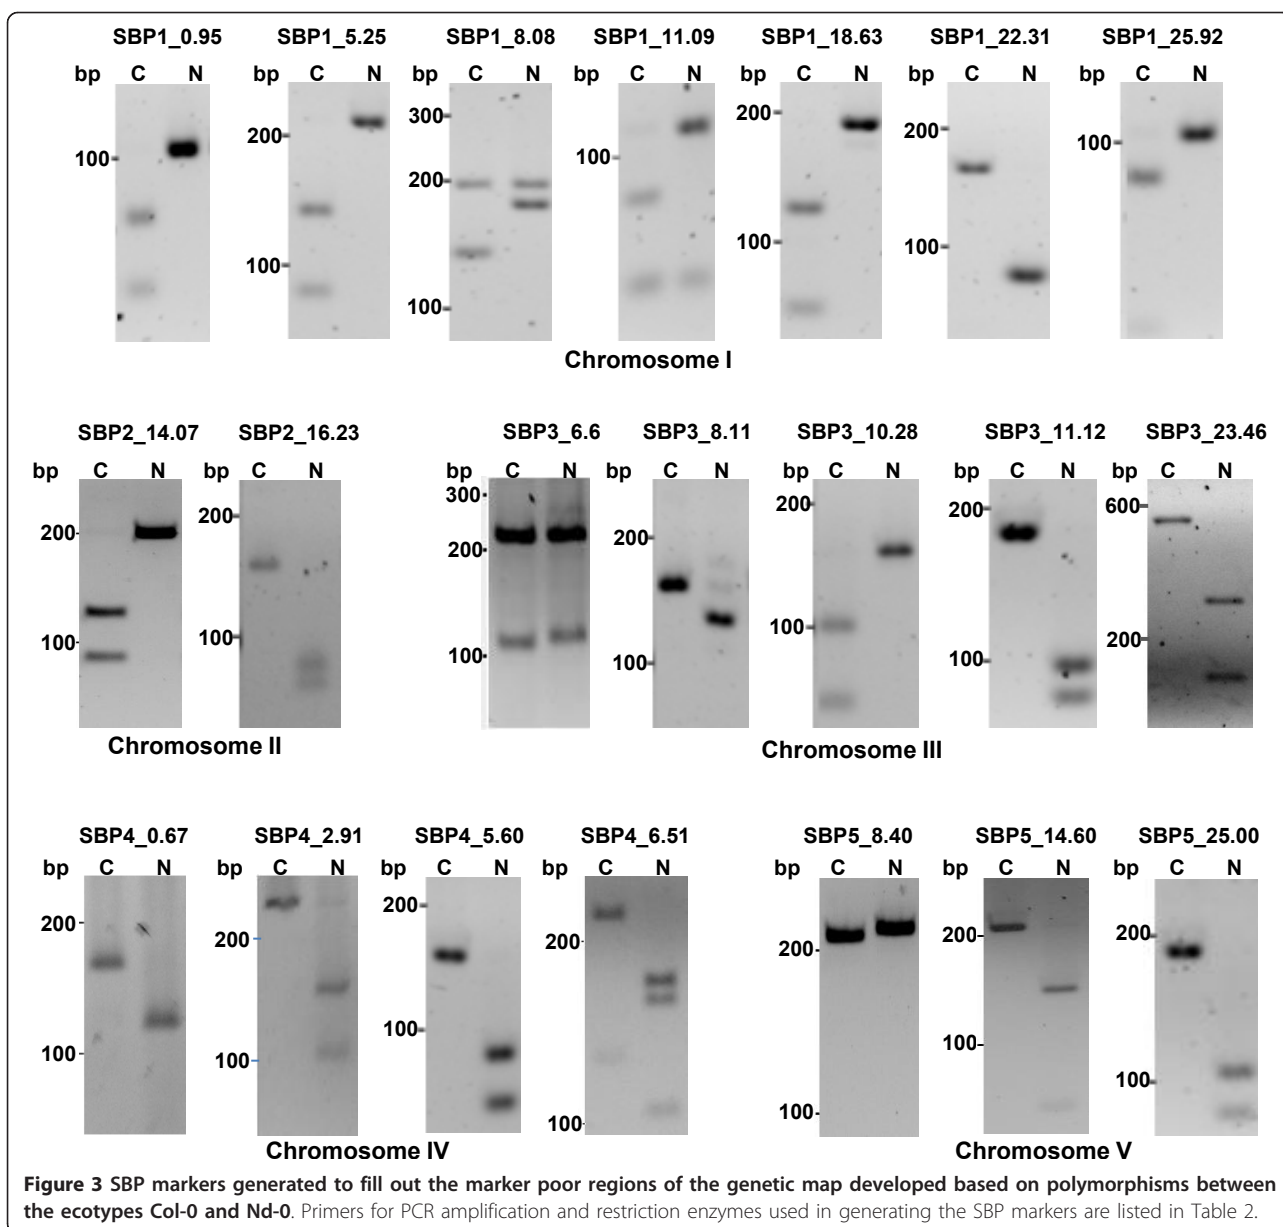 SBP1_0.95 SBP1_5.25 SBP1_8.08 SBP1_11.09 SBP1_18.63 SBP1_22.31 SBP1_25.92
bp C N bp C N bp C N bp C N bp C N bp C N bp C N
100 200 100 300 200 100 100 200 100 200 100 100
Chromosome I
SBP2_14.07 SBP2_16.23 SBP3_6.6 SBP3_8.11 SBP3_10.28 SBP3_11.12 SBP3_23.46
bp C N bp C N bp C N bp C N bp C N bp C N bp C N
200 100 200 100 300 200 100 200 100 200 100 200 100 600 200
Chromosome II Chromosome III
SBP4_0.67 SBP4_2.91 SBP4_5.60 SBP4_6.51 SBP5_8.40 SBP5_14.60 SBP5_25.00
bp C N bp C N bp C N bp C N bp C N bp C N bp C N
200 100 200 100 200 100 200 100 200 100 200 100 200 100
Chromosome IV Chromosome V
Figure 3 SBP markers generated to fill out the marker poor regions of the genetic map developed based on polymorphisms between
the ecotypes Col-0 and Nd-0. Primers for PCR amplification and restriction enzymes used in generating the SBP markers are listed in Table 2.